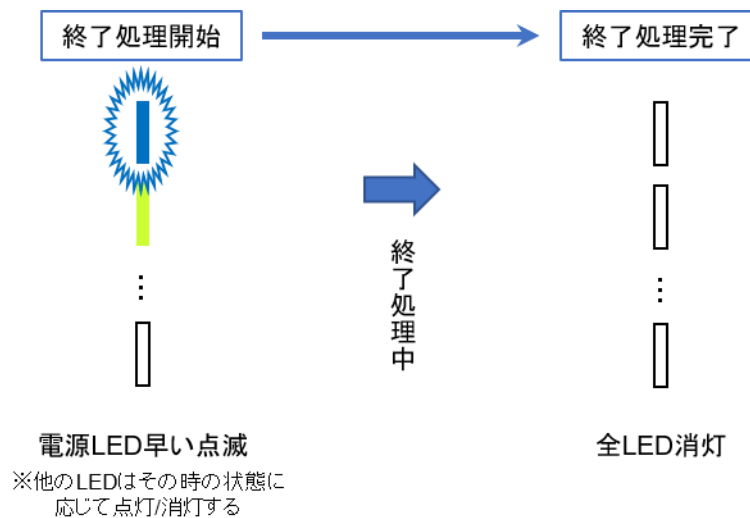 終了処理開始
終了処理完了
終了処理中
⋮
⋮
電源LED早い点滅
※他のLEDはその時の状態に
応じて点灯/消灯する
全LED消灯